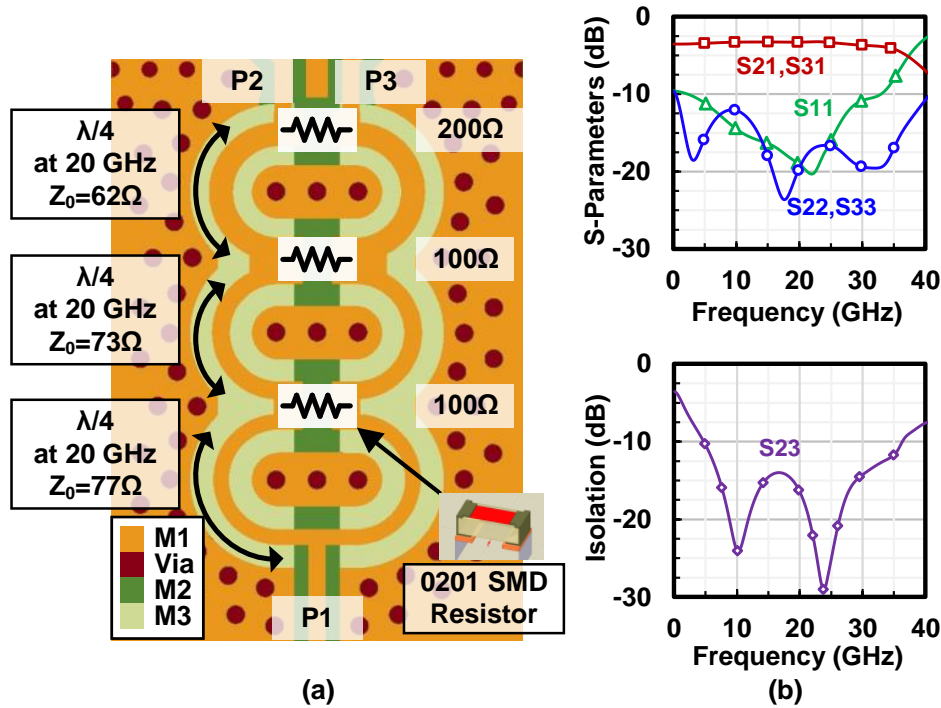 P2
P3
λ/4
at 20 GHz
Z0=62Ω
200Ω
λ/4
at 20 GHz
Z0=73Ω
100Ω
λ/4
at 20 GHz
Z0=77Ω
100Ω
M1
Via
M2
M3
P1
0201 SMD
Resistor
(a)
S-Parameters (dB)
0
-10
-20
-30
S21,S31
S11
S22,S33
0 10 20 30 40
Frequency (GHz)
Isolation (dB)
0
-10
-20
-30
S23
0 10 20 30 40
Frequency (GHz)
(b)